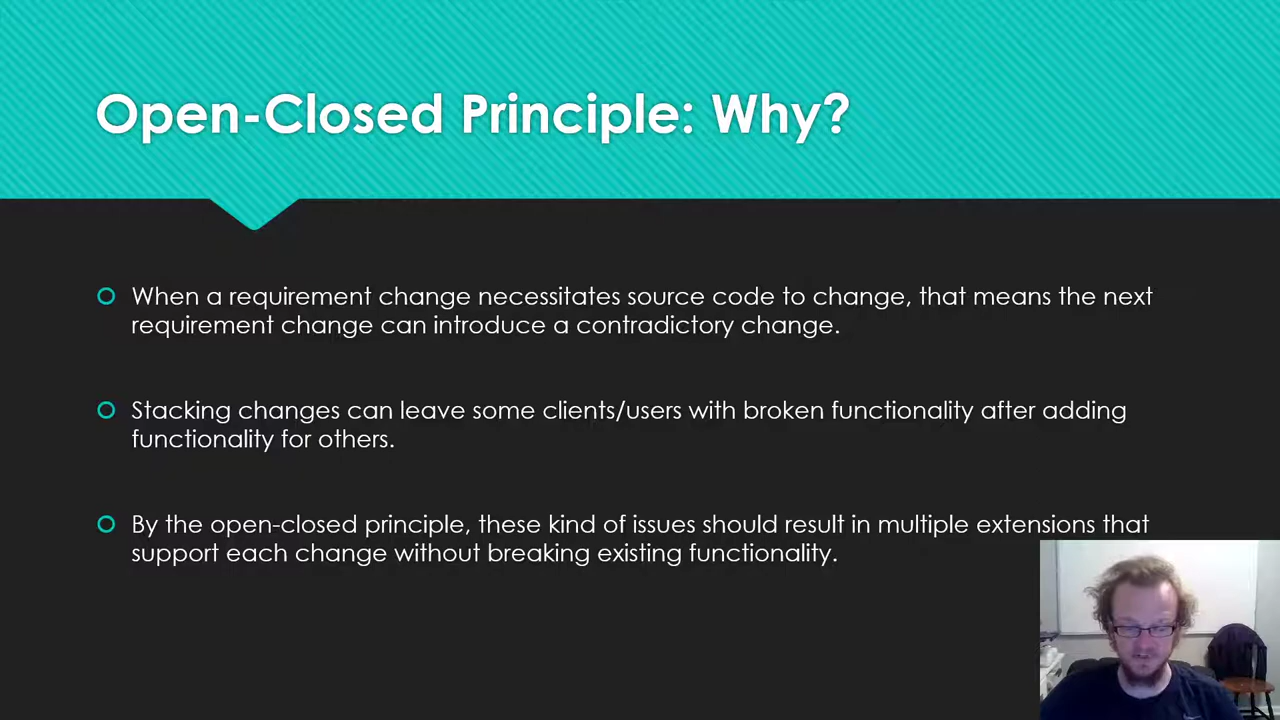 Open-Closed Principle: Why?
When a requirement change necessitates source code to change, that means the next
requirement change can introduce a contradictory change.
Stacking changes can leave some clients/users with broken functionality after adding
functionality for others.
By the open-closed principle, these kind of issues should result in multiple extensions that
support each change without breaking existing functionality.